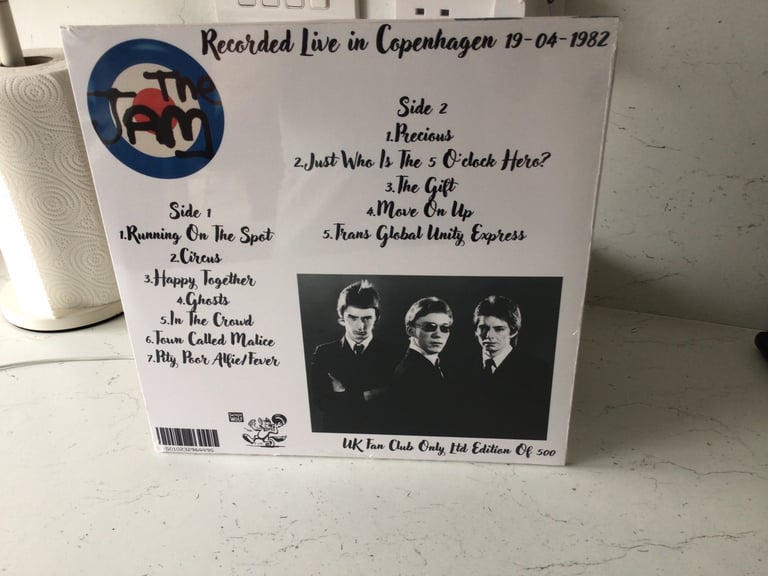 The
JAM
Recorded Live in Copenhagen 19-04-1982
Side 1
1.Running On The Spot
2.Circus
3.Happy Together
4.Ghosts
5.In The Crowd
6.Town Called Malice
7.Pity Poor Alfie/Fever
Side 2
1.Precious
2.Just Who Is The 5 O'clock Hero?
3.The Gift
4.Move On Up
5.Trans Global Unity Express
UK Fan Club Only, Ltd Edition Of 500